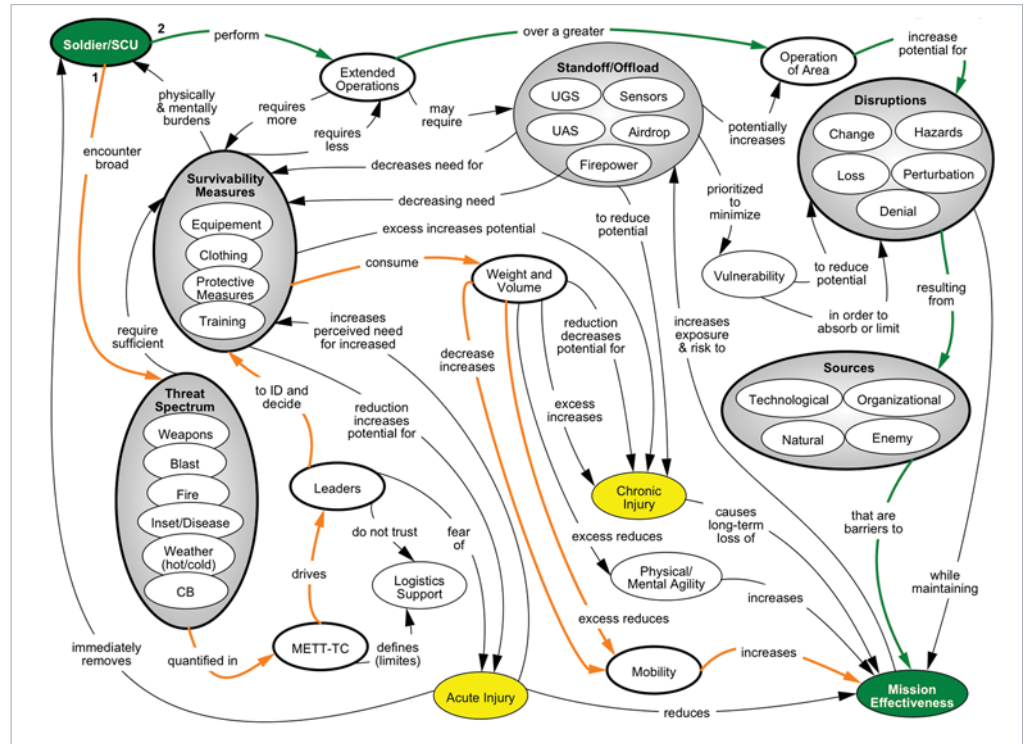 Soldier/SCU
2
1
perform
Extended
Operations
over a greater
Operation
of Area
increase
potential for
physically
& mentally
burdens
requires
more
requires
less
may
require
Standoff/Offload
UGS
Sensors
UAS
Airdrop
Firepower
potentially
increases
Disruptions
Change
Hazards
Loss
Perturbation
Denial
encounter
broad
decreases need for
decreasing need
Survivability
Measures
Equipement
Clothing
Protective
Measures
Training
excess increases potential
consume
to reduce
potential
prioritized
to
minimize
Vulnerability
to reduce
potential
in order to
absorb or limit
resulting
from
Weight and
Volume
require
sufficient
increases
perceived need
for increased
decrease
increases
reduction
decreases
potential for
increases
exposure
& risk to
Sources
Technological
Organizational
Natural
Enemy
Threat
Spectrum
Weapons
Blast
Fire
Inset/Disease
Weather
(hot/cold)
CB
to ID and
decide
reduction
increases
potential for
excess
increases
Leaders
do not trust
fear
of
Chronic
Injury
causes
long-term
loss of
that are
barriers to
excess reduces
Logistics
Support
drives
Physical/
Mental Agility
increases
while
maintaining
excess reduces
immediately
removes
quantified in
METT-TC
defines
(limites)
Mobility
increases
Acute Injury
reduces
Mission
Effectiveness